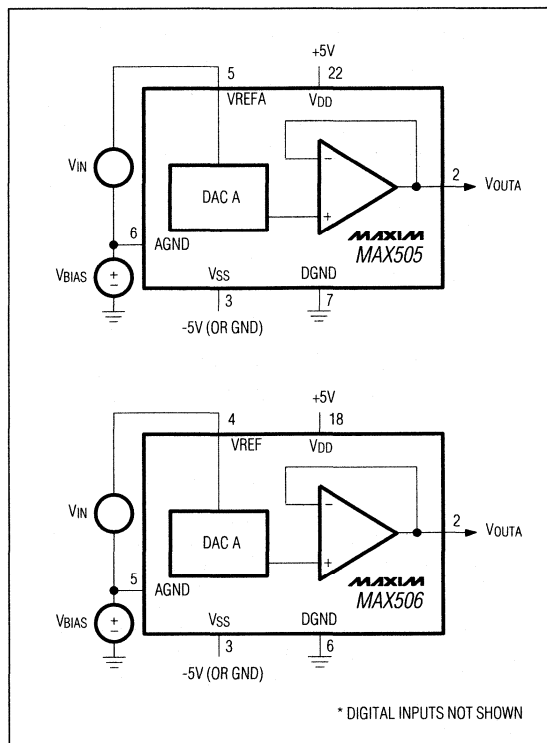 +5V
5
22
VREFA
VDD
VIN
DAC A
−
+
2
VOUTA
6
AGND
MAXIM
MAX505
VBIAS
+
−
VSS
DGND
3
7
-5V (OR GND)
+5V
4
18
VREF
VDD
VIN
DAC A
−
+
2
VOUTA
5
AGND
MAXIM
MAX506
VBIAS
+
−
VSS
DGND
3
6
-5V (OR GND)
* DIGITAL INPUTS NOT SHOWN